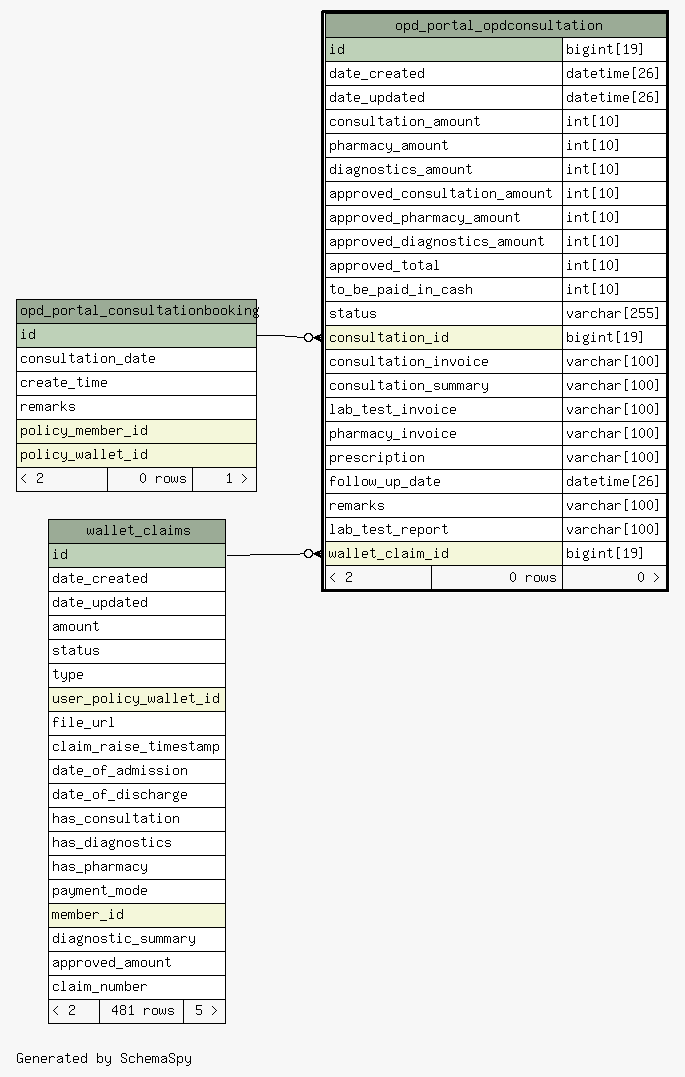 opd_portal_opdconsultation
id bigint[19]
date_created datetime[26]
date_updated datetime[26]
consultation_amount int[10]
pharmacy_amount int[10]
diagnostics_amount int[10]
approved_consultation_amount int[10]
approved_pharmacy_amount int[10]
approved_diagnostics_amount int[10]
approved_total int[10]
to_be_paid_in_cash int[10]
status varchar[255]
consultation_id bigint[19]
consultation_invoice varchar[100]
consultation_summary varchar[100]
lab_test_invoice varchar[100]
pharmacy_invoice varchar[100]
prescription varchar[100]
follow_up_date datetime[26]
remarks varchar[100]
lab_test_report varchar[100]
wallet_claim_id bigint[19]
< 2 0 rows 0 >
opd_portal_consultationbooking
id
consultation_date
create_time
remarks
policy_member_id
policy_wallet_id
< 2 0 rows 1 >
wallet_claims
id
date_created
date_updated
amount
status
type
user_policy_wallet_id
file_url
claim_raise_timestamp
date_of_admission
date_of_discharge
has_consultation
has_diagnostics
has_pharmacy
payment_mode
member_id
diagnostic_summary
approved_amount
claim_number
< 2 481 rows 5 >
Generated by SchemaSpy